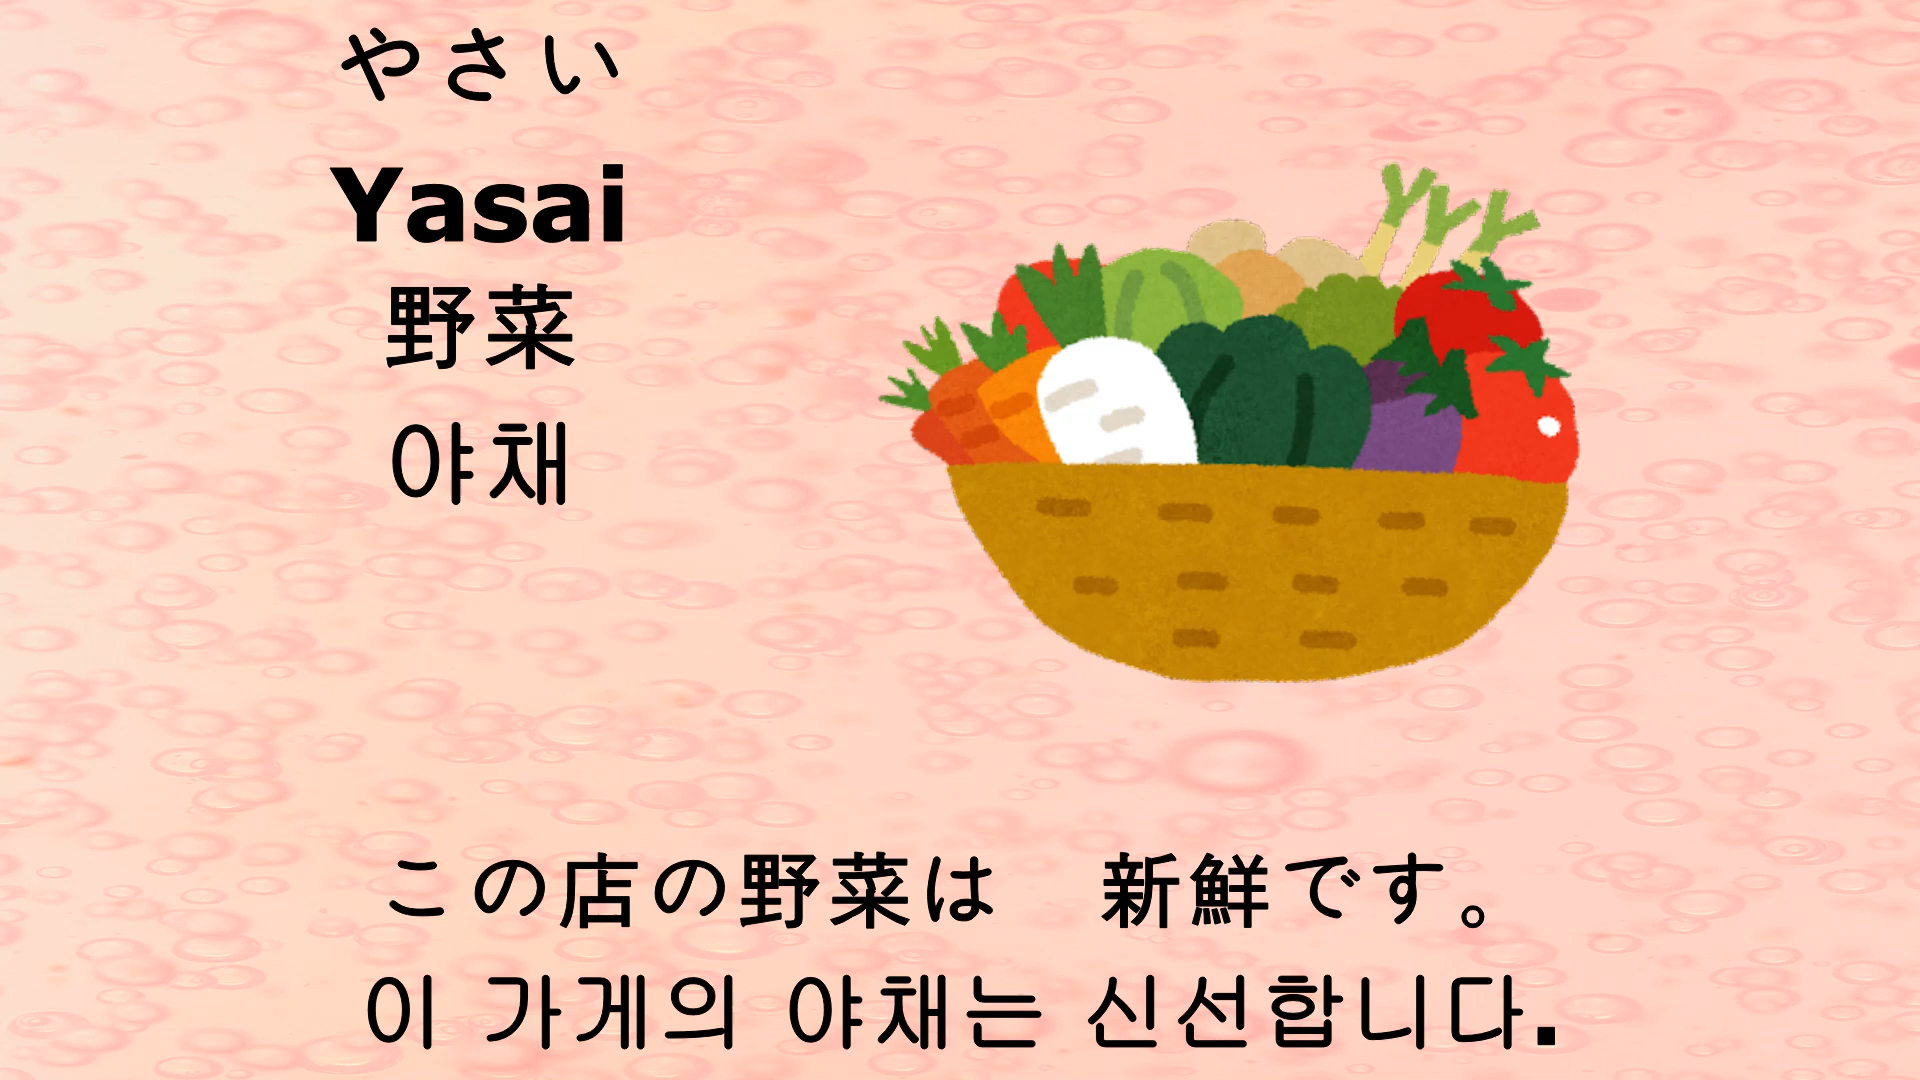 やさい
Yasai
野菜
야채
この店の野菜は　新鮮です。
이 가게의 야채는 신선합니다.